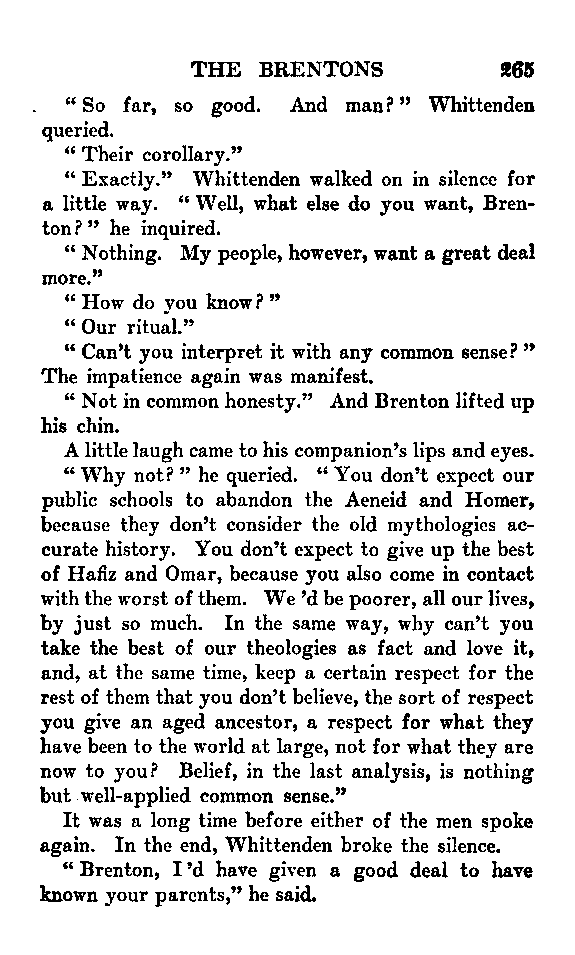 THE BRENTONS 265
“ So far, so good. And man? ” Whittenden
queried.
“ Their corollary.”
“ Exactly.” Whittenden walked on in silence for
a little way. “ Well, what else do you want, Bren-
ton? ” he inquired.
“ Nothing. My people, however, want a great deal
more.”
“ How do you know? ”
“ Our ritual.”
“ Can’t you interpret it with any common sense? ”
The impatience again was manifest.
“ Not in common honesty.” And Brenton lifted up
his chin.
A little laugh came to his companion’s lips and eyes.
“ Why not? ” he queried. “ You don’t expect our
public schools to abandon the Aeneid and Homer,
because they don’t consider the old mythologies ac-
curate history. You don’t expect to give up the best
of Hafiz and Omar, because you also come in contact
with the worst of them. We ’d be poorer, all our lives,
by just so much. In the same way, why can’t you
take the best of our theologies as fact and love it,
and, at the same time, keep a certain respect for the
rest of them that you don’t believe, the sort of respect
you give an aged ancestor, a respect for what they
have been to the world at large, not for what they are
now to you? Belief, in the last analysis, is nothing
but well-applied common sense.”
It was a long time before either of the men spoke
again. In the end, Whittenden broke the silence.
“ Brenton, I ’d have given a good deal to have
known your parents,” he said.